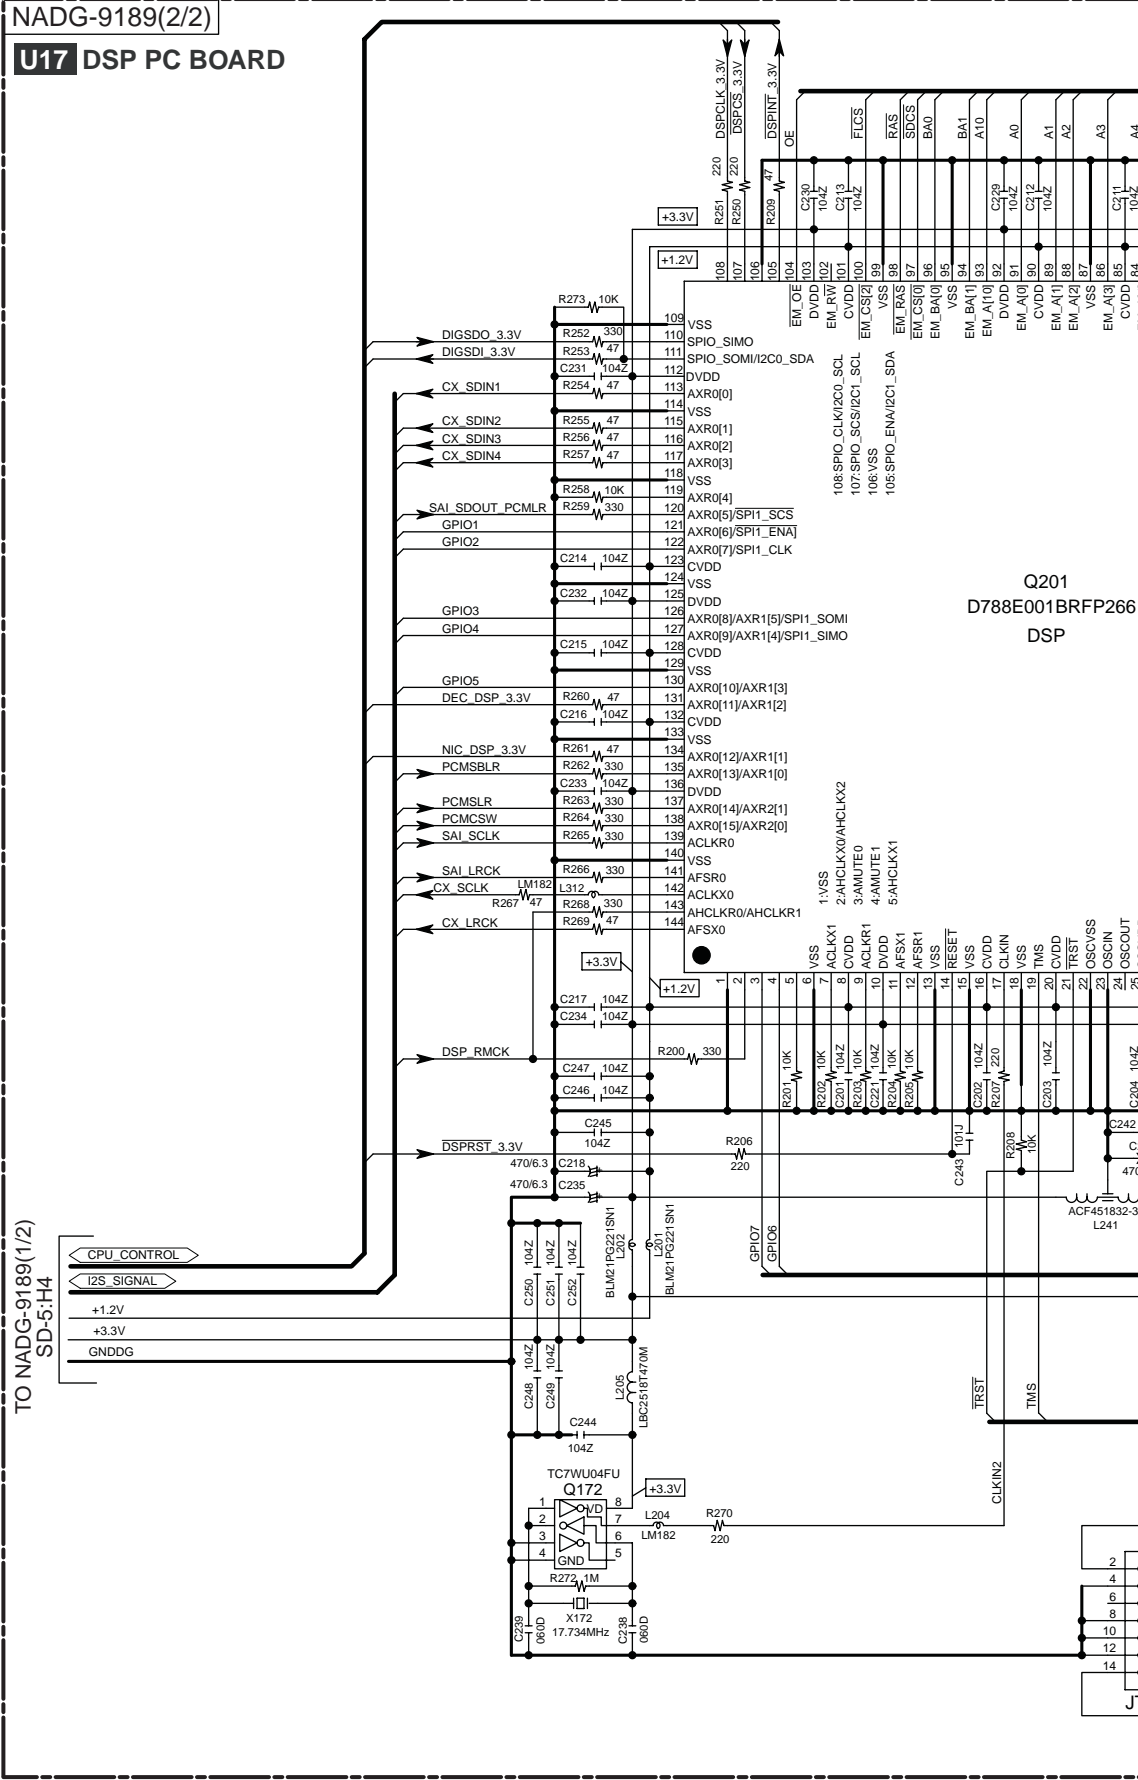 NADG-9189(2/2)
U17 DSP PC BOARD
DSPCLK_3.3V
DSPCS_3.3V
DSPINT_3.3V
OE
FLCS
RAS
SDCS
BA0
BA1
A10
A0
A1
A2
A3
A4
R251 220
R250 220
R209 47
C230 104Z
C213 104Z
C229 104Z
C212 104Z
C211 104Z
+3.3V
+1.2V
108
107
106
105
104
103
102
101
100
99
98
97
96
95
94
93
92
91
90
89
88
87
86
85
84
EM_OE
DVDD
EM_RW
CVDD
EM_CS[2]
VSS
EM_RAS
EM_CS[0]
EM_BA[0]
VSS
EM_BA[1]
EM_A[10]
DVDD
EM_A[0]
CVDD
EM_A[1]
EM_A[2]
VSS
EM_A[3]
CVDD
108:SPIO_CLK/I2C0_SCL
107:SPIO_SCS/I2C1_SCL
106:VSS
105:SPIO_ENA/I2C1_SDA
R273 10K
109 VSS
DIGSDO_3.3V R252 330 110 SPIO_SIMO
DIGSDI_3.3V R253 47 111 SPIO_SOMI/I2C0_SDA
C231 104Z 112 DVDD
CX_SDIN1 R254 47 113 AXR0[0]
114 VSS
CX_SDIN2 R255 47 115 AXR0[1]
CX_SDIN3 R256 47 116 AXR0[2]
CX_SDIN4 R257 47 117 AXR0[3]
118 VSS
R258 10K 119 AXR0[4]
SAI_SDOUT_PCMLR R259 330 120 AXR0[5]/SPI1_SCS
GPIO1 121 AXR0[6]/SPI1_ENA]
GPIO2 122 AXR0[7]/SPI1_CLK
C214 104Z 123 CVDD
124 VSS
C232 104Z 125 DVDD
GPIO3 126 AXR0[8]/AXR1[5]/SPI1_SOMI
GPIO4 127 AXR0[9]/AXR1[4]/SPI1_SIMO
C215 104Z 128 CVDD
129 VSS
GPIO5 130 AXR0[10]/AXR1[3]
DEC_DSP_3.3V R260 47 131 AXR0[11]/AXR1[2]
C216 104Z 132 CVDD
133 VSS
NIC_DSP_3.3V R261 47 134 AXR0[12]/AXR1[1]
PCMSBLR R262 330 135 AXR0[13]/AXR1[0]
C233 104Z 136 DVDD
PCMSLR R263 330 137 AXR0[14]/AXR2[1]
PCMCSW R264 330 138 AXR0[15]/AXR2[0]
SAI_SCLK R265 330 139 ACLKR0
140 VSS
SAI_LRCK R266 330 141 AFSR0
CX_SCLK R267 47 LM182 L312 142 ACLKX0
R268 330 143 AHCLKR0/AHCLKR1
CX_LRCK R269 47 144 AFSX0
Q201
D788E001BRFP266
DSP
1:VSS
2:AHCLKX0/AHCLKX2
3:AMUTE0
4:AMUTE1
5:AHCLKX1
+3.3V
+1.2V
VSS
ACLKX1
CVDD
ACLKR1
DVDD
AFSX1
AFSR1
VSS
RESET
VSS
CVDD
CLKIN
VSS
TMS
CVDD
TRST
OSCVSS
OSCIN
OSCOUT
1
2
3
4
5
6
7
8
9
10
11
12
13
14
15
16
17
18
19
20
21
22
23
24
25
C217 104Z
C234 104Z
DSP_RMCK R200 330
C247 104Z
C246 104Z
C245 104Z
R201 10K
R202 10K
C201 104Z
R203 10K
C221 104Z
R204 10K
R205 10K
C202 104Z
R207 220
C203 104Z
C204 104Z
C242
DSPRST_3.3V R206 220
C243 101J
R208 10K
470/6.3 C218
470/6.3 C235
ACF451832-3
L241
C250 104Z
C251 104Z
C252 104Z
BLM21PG221SN1 L202
L201 BLM21PG221SN1
GPIO7
GPIO6
TO NADG-9189(1/2)
SD-5:H4
CPU_CONTROL
I2S_SIGNAL
+1.2V
+3.3V
GNDDG
C248 104Z
C249 104Z
L205 LBC2518T470M
C244 104Z
TRST
TMS
CLKIN2
TC7WU04FU
Q172
+3.3V
1
2
3
4
VD
GND
8
7
6
5
L204 LM182
R270 220
R272 1M
X172
17.734MHz
C239 060D
C238 060D
2
4
6
8
10
12
14